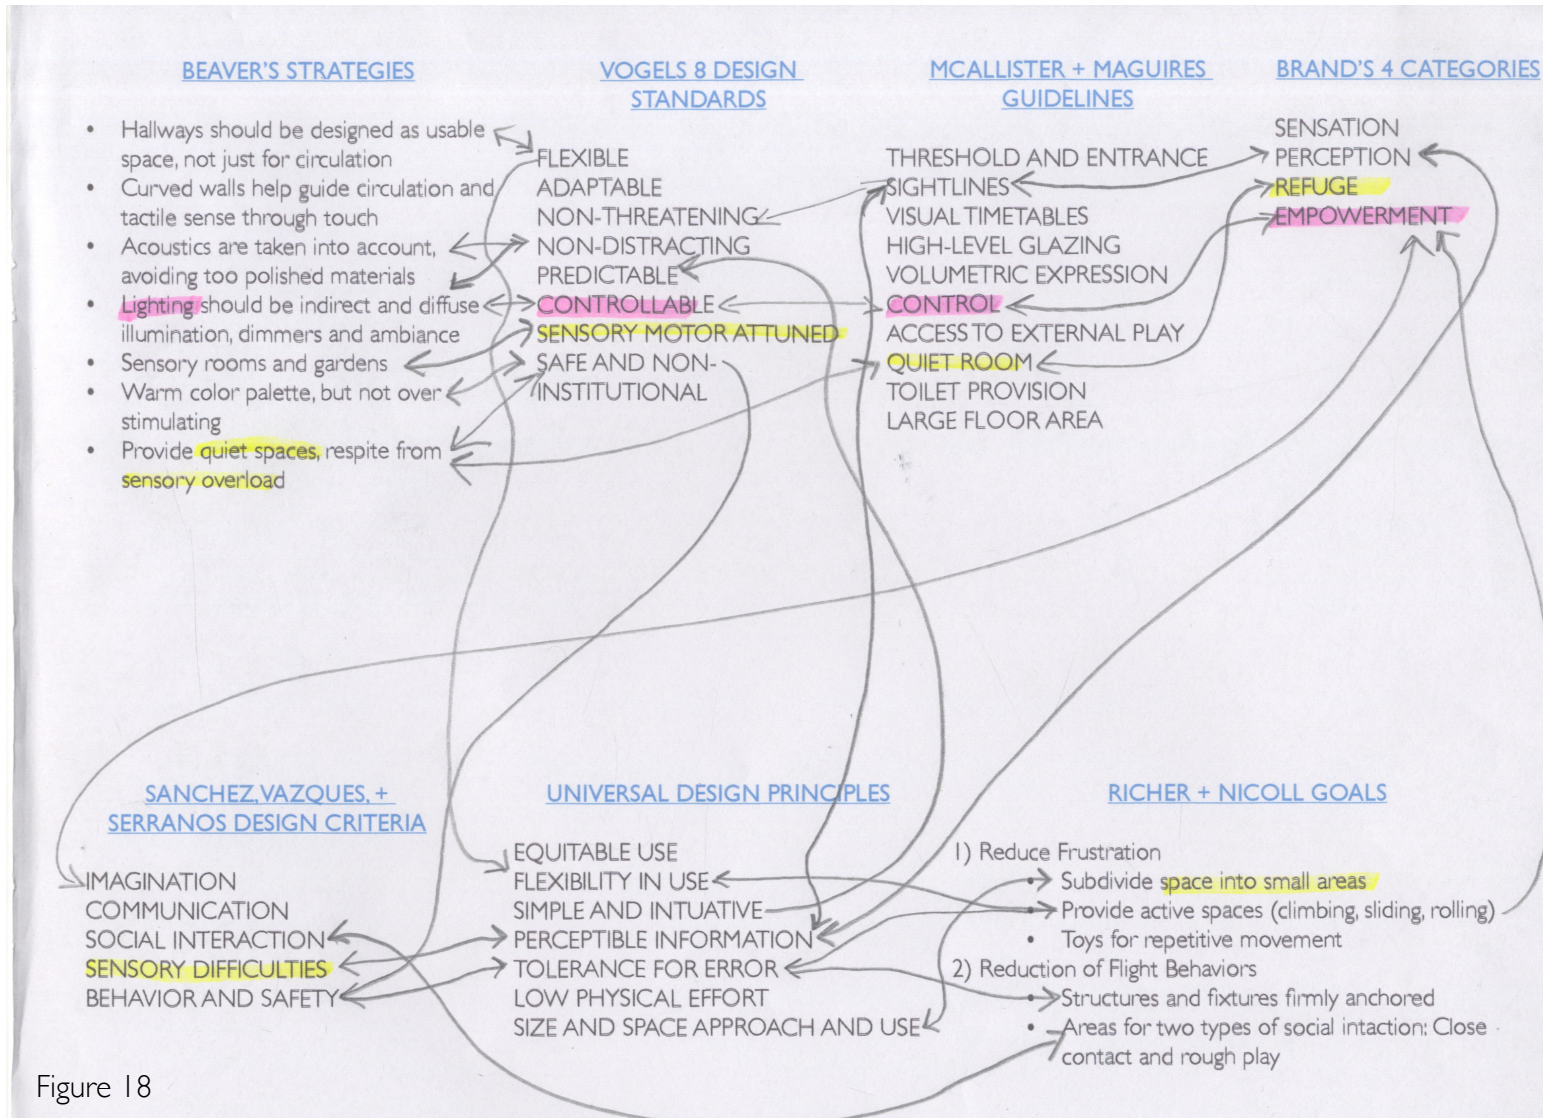 BEAVER'S STRATEGIES
• Hallways should be designed as usable
space, not just for circulation
• Curved walls help guide circulation and
tactile sense through touch
• Acoustics are taken into account,
avoiding too polished materials
• Lighting should be indirect and diffuse
illumination, dimmers and ambiance
• Sensory rooms and gardens
• Warm color palette, but not over
stimulating
• Provide quiet spaces, respite from
sensory overload
VOGELS 8 DESIGN
STANDARDS
FLEXIBLE
ADAPTABLE
NON-THREATENING
NON-DISTRACTING
PREDICTABLE
CONTROLLABLE
SENSORY MOTOR ATTUNED
SAFE AND NON-
INSTITUTIONAL
MCALLISTER + MAGUIRES
GUIDELINES
THRESHOLD AND ENTRANCE
SIGHTLINES
VISUAL TIMETABLES
HIGH-LEVEL GLAZING
VOLUMETRIC EXPRESSION
CONTROL
ACCESS TO EXTERNAL PLAY
QUIET ROOM
TOILET PROVISION
LARGE FLOOR AREA
BRAND'S 4 CATEGORIES
SENSATION
PERCEPTION
REFUGE
EMPOWERMENT
SANCHEZ, VAZQUES, +
SERRANOS DESIGN CRITERIA
IMAGINATION
COMMUNICATION
SOCIAL INTERACTION
SENSORY DIFFICULTIES
BEHAVIOR AND SAFETY
UNIVERSAL DESIGN PRINCIPLES
EQUITABLE USE
FLEXIBILITY IN USE
SIMPLE AND INTUATIVE
PERCEPTIBLE INFORMATION
TOLERANCE FOR ERROR
LOW PHYSICAL EFFORT
SIZE AND SPACE APPROACH AND USE
RICHER + NICOLL GOALS
1) Reduce Frustration
• Subdivide space into small areas
• Provide active spaces (climbing, sliding, rolling)
• Toys for repetitive movement
2) Reduction of Flight Behaviors
• Structures and fixtures firmly anchored
• Areas for two types of social intaction: Close
contact and rough play
Figure 18